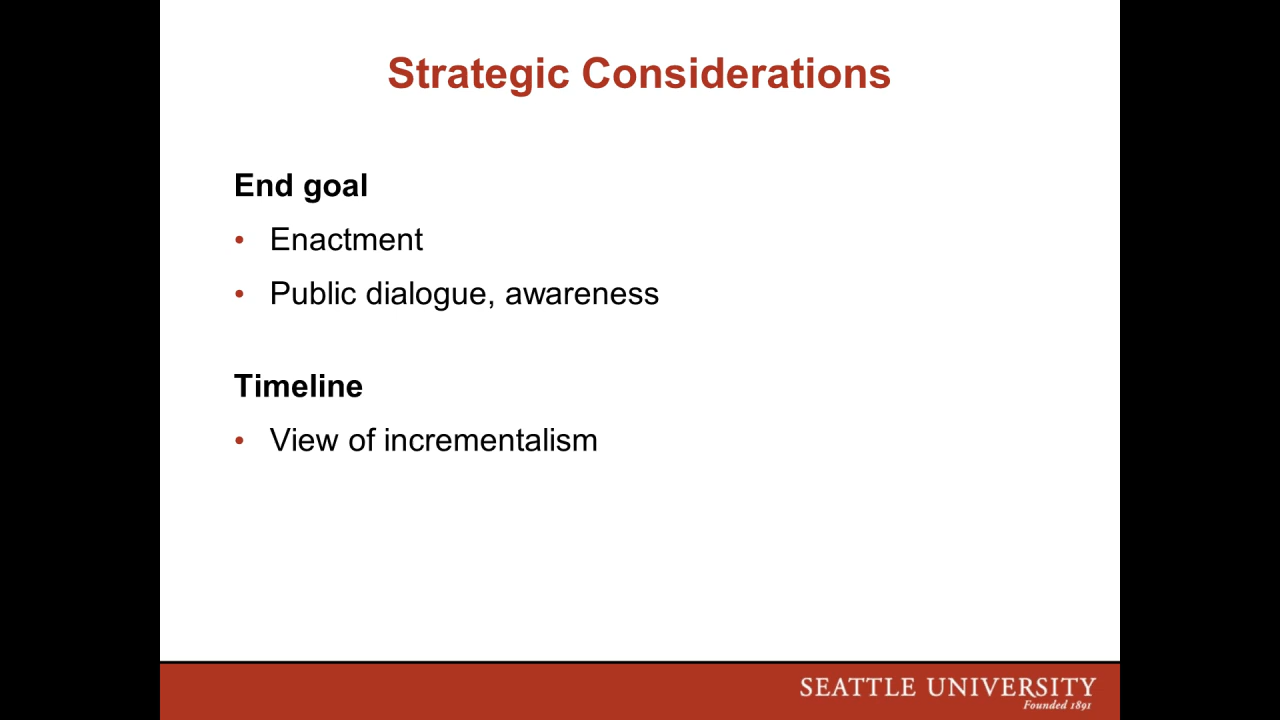 Strategic Considerations
End goal
• Enactment
• Public dialogue, awareness
Timeline
• View of incrementalism
SEATTLE UNIVERSITY
Founded 1891